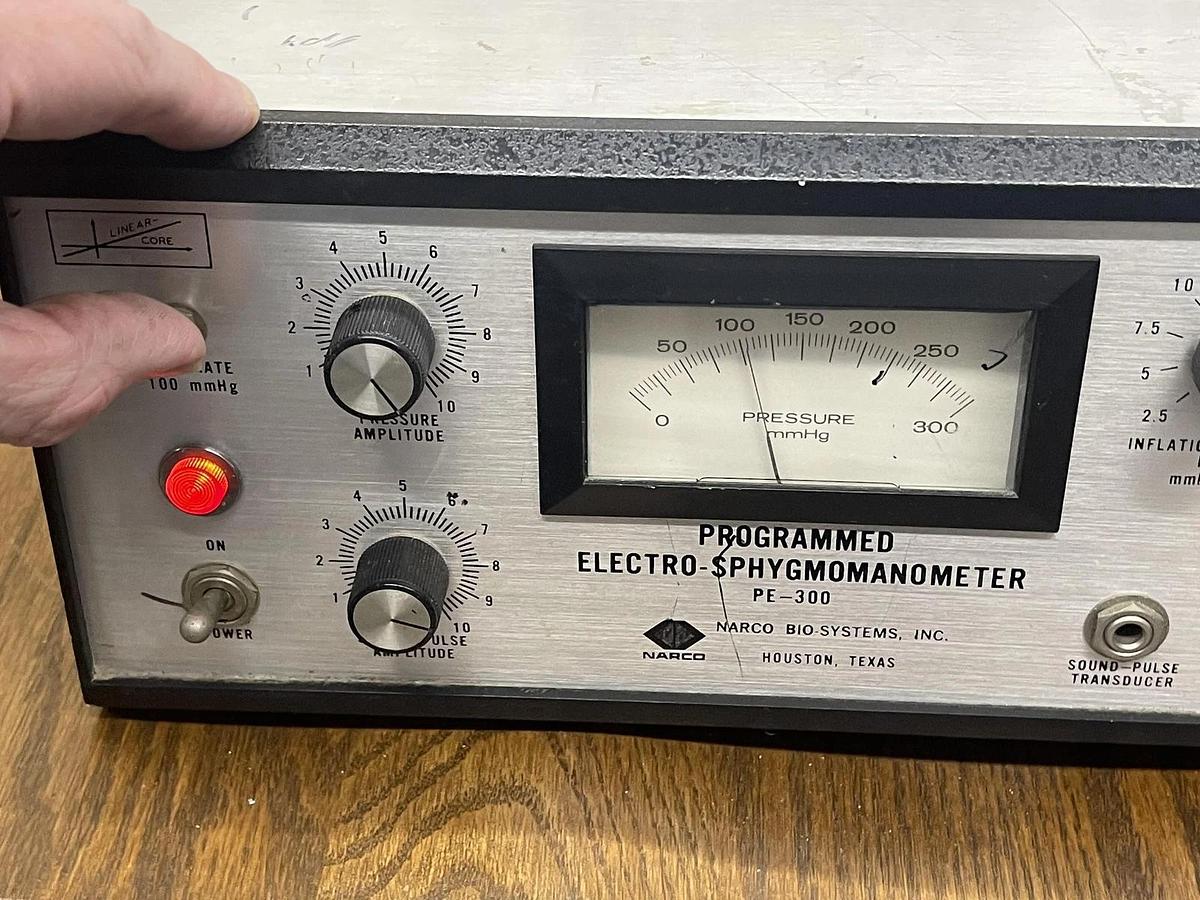 LINEAR-
CORE
100 mmHg
ON
POWER
1 2 3 4 5 6 7 8 9 10
PRESSURE
AMPLITUDE
1 2 3 4 5 6 7 8 9 10
PULSE
AMPLITUDE
0 50 100 150 200 250 300
PRESSURE
mmHg
PROGRAMMED
ELECTRO-SPHYGMOMANOMETER
PE-300
NARCO BIO-SYSTEMS, INC.
NARCO
HOUSTON, TEXAS
10
7.5
5
2.5
SOUND-PULSE
TRANSDUCER